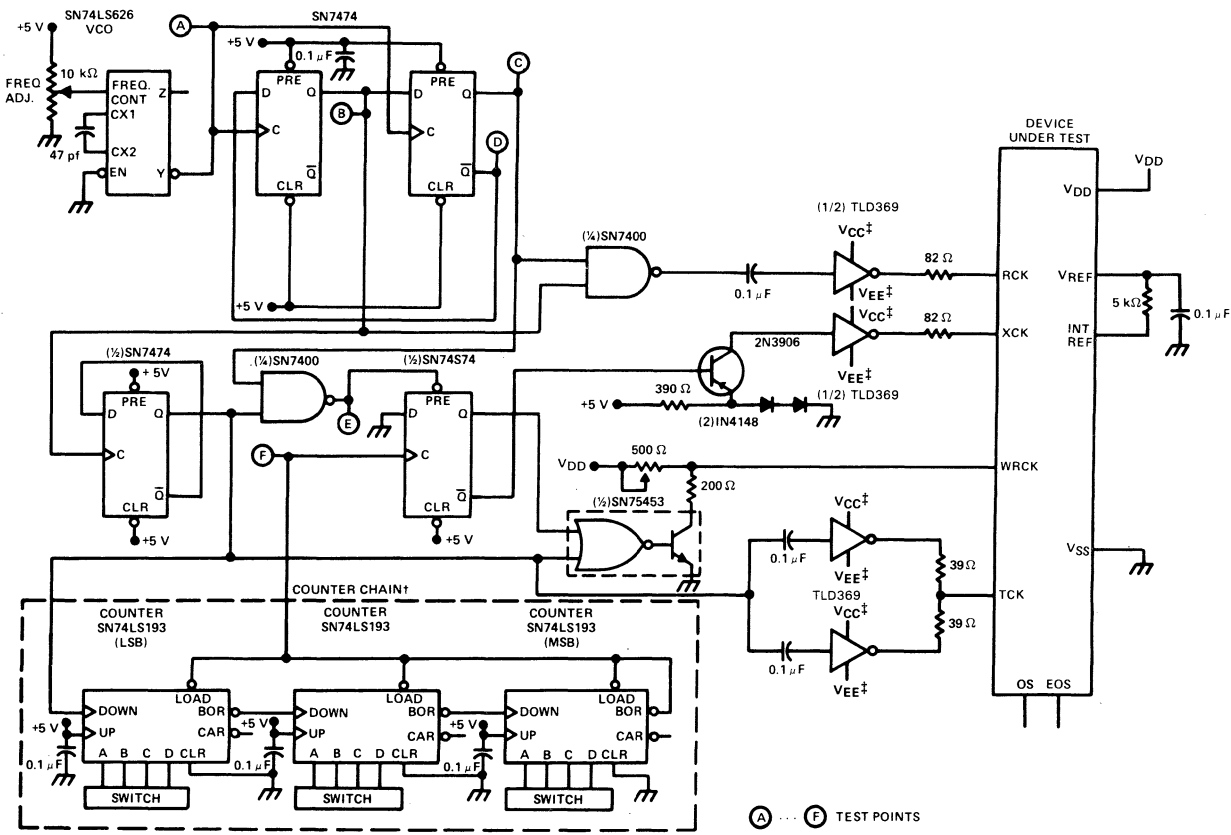 SN74LS626
VCO
+5 V
10 kΩ
FREQ
ADJ.
FREQ.
CONT
Z
CX1
CX2
47 pf
EN
Y
A
SN7474
+5 V
0.1 μF
PRE
D
Q
C
Q̅
CLR
B
PRE
D
Q
C
Q̅
CLR
C
D
+5 V
(¼)SN7400
0.1 μF
(1/2) TLD369
VCC‡
VEE‡
82 Ω
VCC‡
VEE‡
82 Ω
(1/2) TLD369
2N3906
390 Ω
+5 V
(2)IN4148
DEVICE
UNDER TEST
VDD
VDD
RCK
VREF
5 kΩ
0.1 μF
XCK
INT
REF
WRCK
VSS
TCK
OS EOS
(½)SN7474
+ 5V
PRE
D
Q
C
Q̅
CLR
+5 V
(¼)SN7400
E
F
(½)SN74S74
PRE
D
Q
C
Q̅
CLR
+5 V
VDD
500 Ω
200 Ω
(½)SN75453
0.1 μF
VCC‡
VEE‡
TLD369
VCC‡
0.1 μF
VEE‡
39 Ω
39 Ω
COUNTER CHAIN†
COUNTER
SN74LS193
(LSB)
COUNTER
SN74LS193
COUNTER
SN74LS193
(MSB)
LOAD
DOWN
BOR
UP
CAR
A B C D CLR
+5 V
0.1 μF
SWITCH
LOAD
DOWN
BOR
UP
CAR
A B C D CLR
+5 V
0.1 μF
SWITCH
LOAD
DOWN
BOR
UP
CAR
A B C D CLR
+5 V
0.1 μF
SWITCH
A ... F TEST POINTS